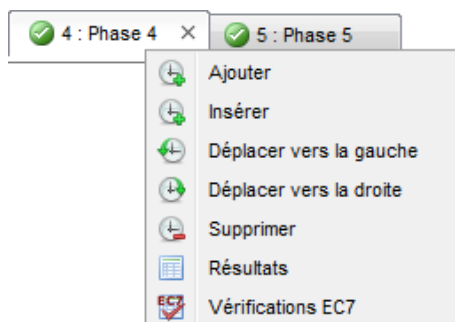 4 : Phase 4 5 : Phase 5
Ajouter
Insérer
Déplacer vers la gauche
Déplacer vers la droite
Supprimer
Résultats
EC7 Vérifications EC7